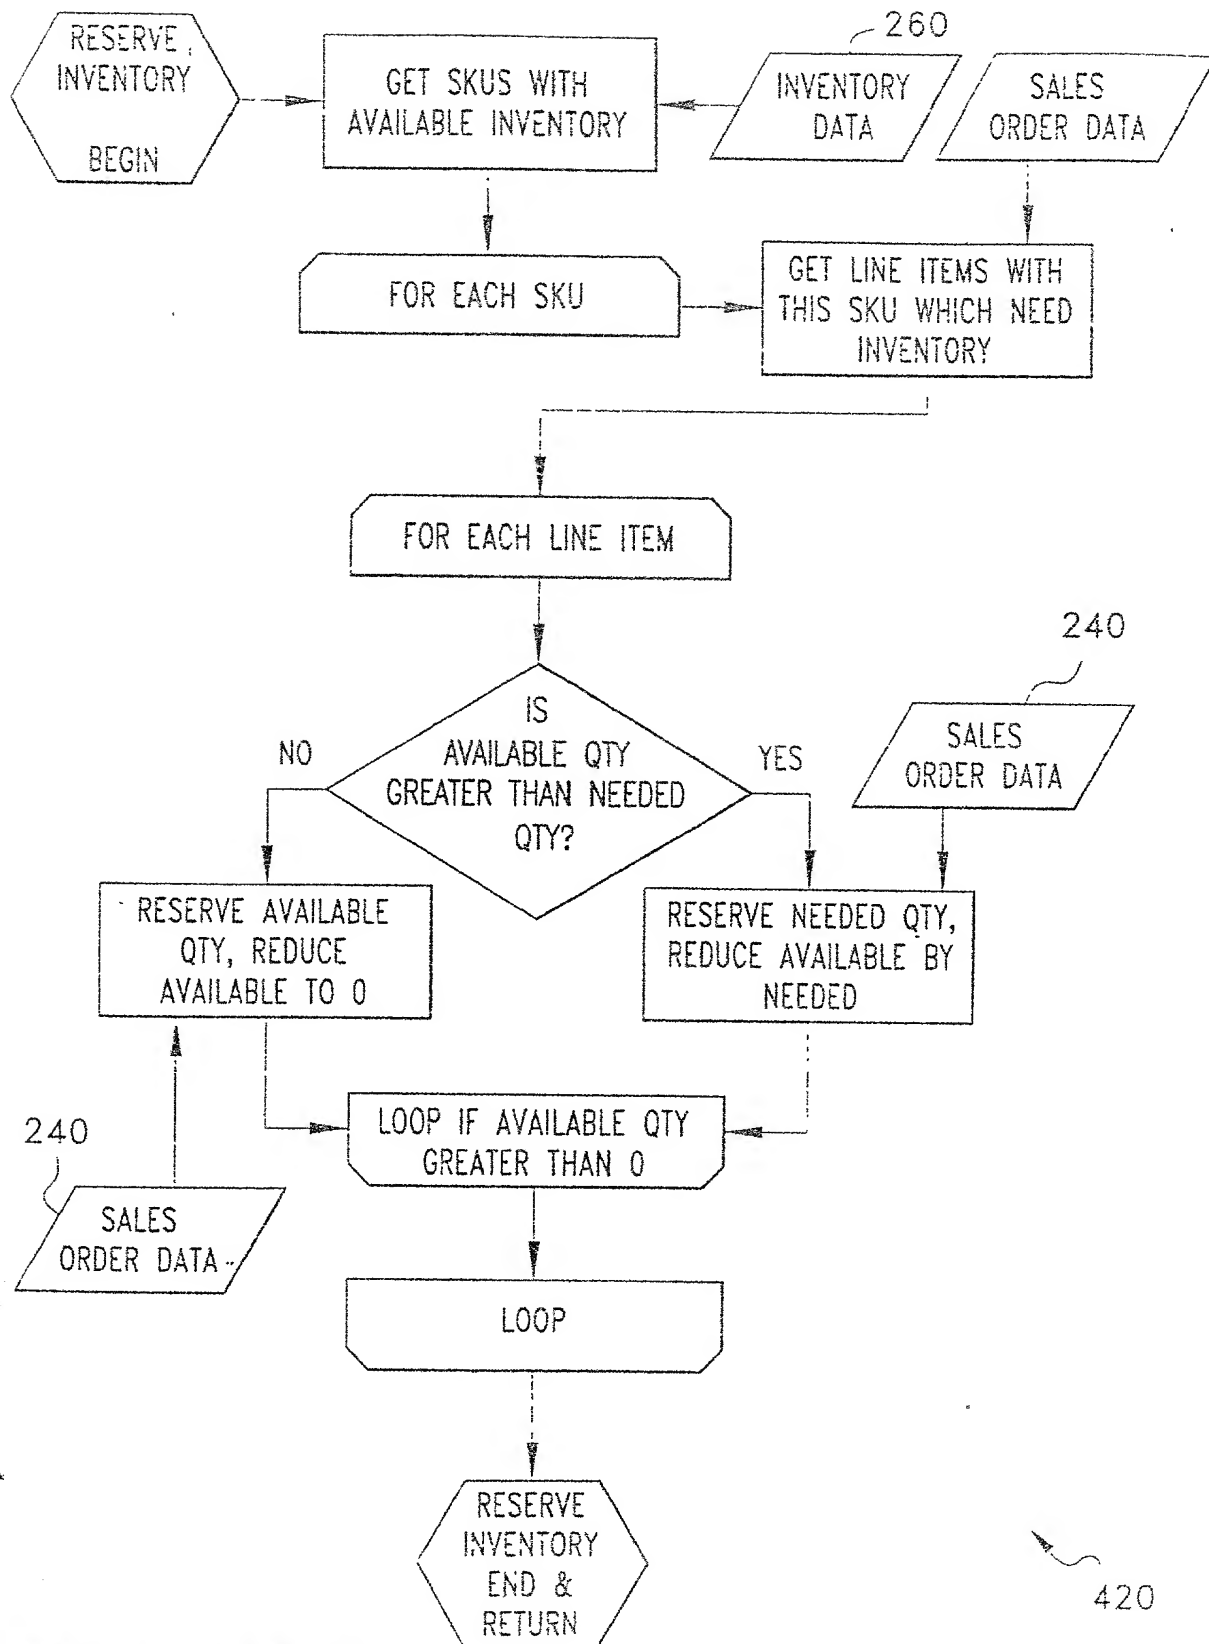 RESERVE
INVENTORY
BEGIN
GET SKUS WITH
AVAILABLE INVENTORY
260
INVENTORY
DATA
SALES
ORDER DATA
FOR EACH SKU
GET LINE ITEMS WITH
THIS SKU WHICH NEED
INVENTORY
FOR EACH LINE ITEM
IS
AVAILABLE QTY
GREATER THAN NEEDED
QTY?
NO
YES
240
SALES
ORDER DATA
RESERVE AVAILABLE
QTY, REDUCE
AVAILABLE TO 0
RESERVE NEEDED QTY,
REDUCE AVAILABLE BY
NEEDED
240
SALES
ORDER DATA
LOOP IF AVAILABLE QTY
GREATER THAN 0
LOOP
RESERVE
INVENTORY
END &
RETURN
420